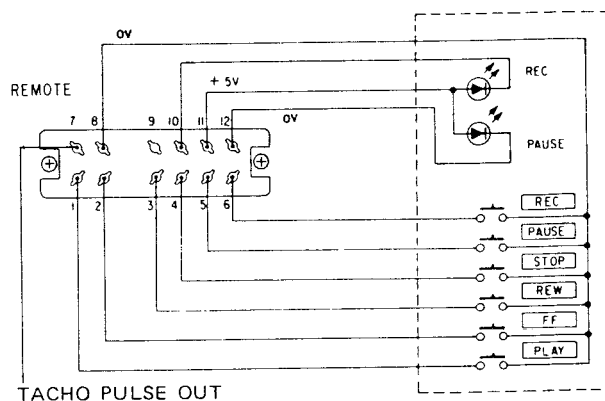 0V
REC
+ 5V
REMOTE
0V
7 8 9 10 11 12
PAUSE
1 2 3 4 5 6
REC
PAUSE
STOP
REW
FF
PLAY
TACHO PULSE OUT